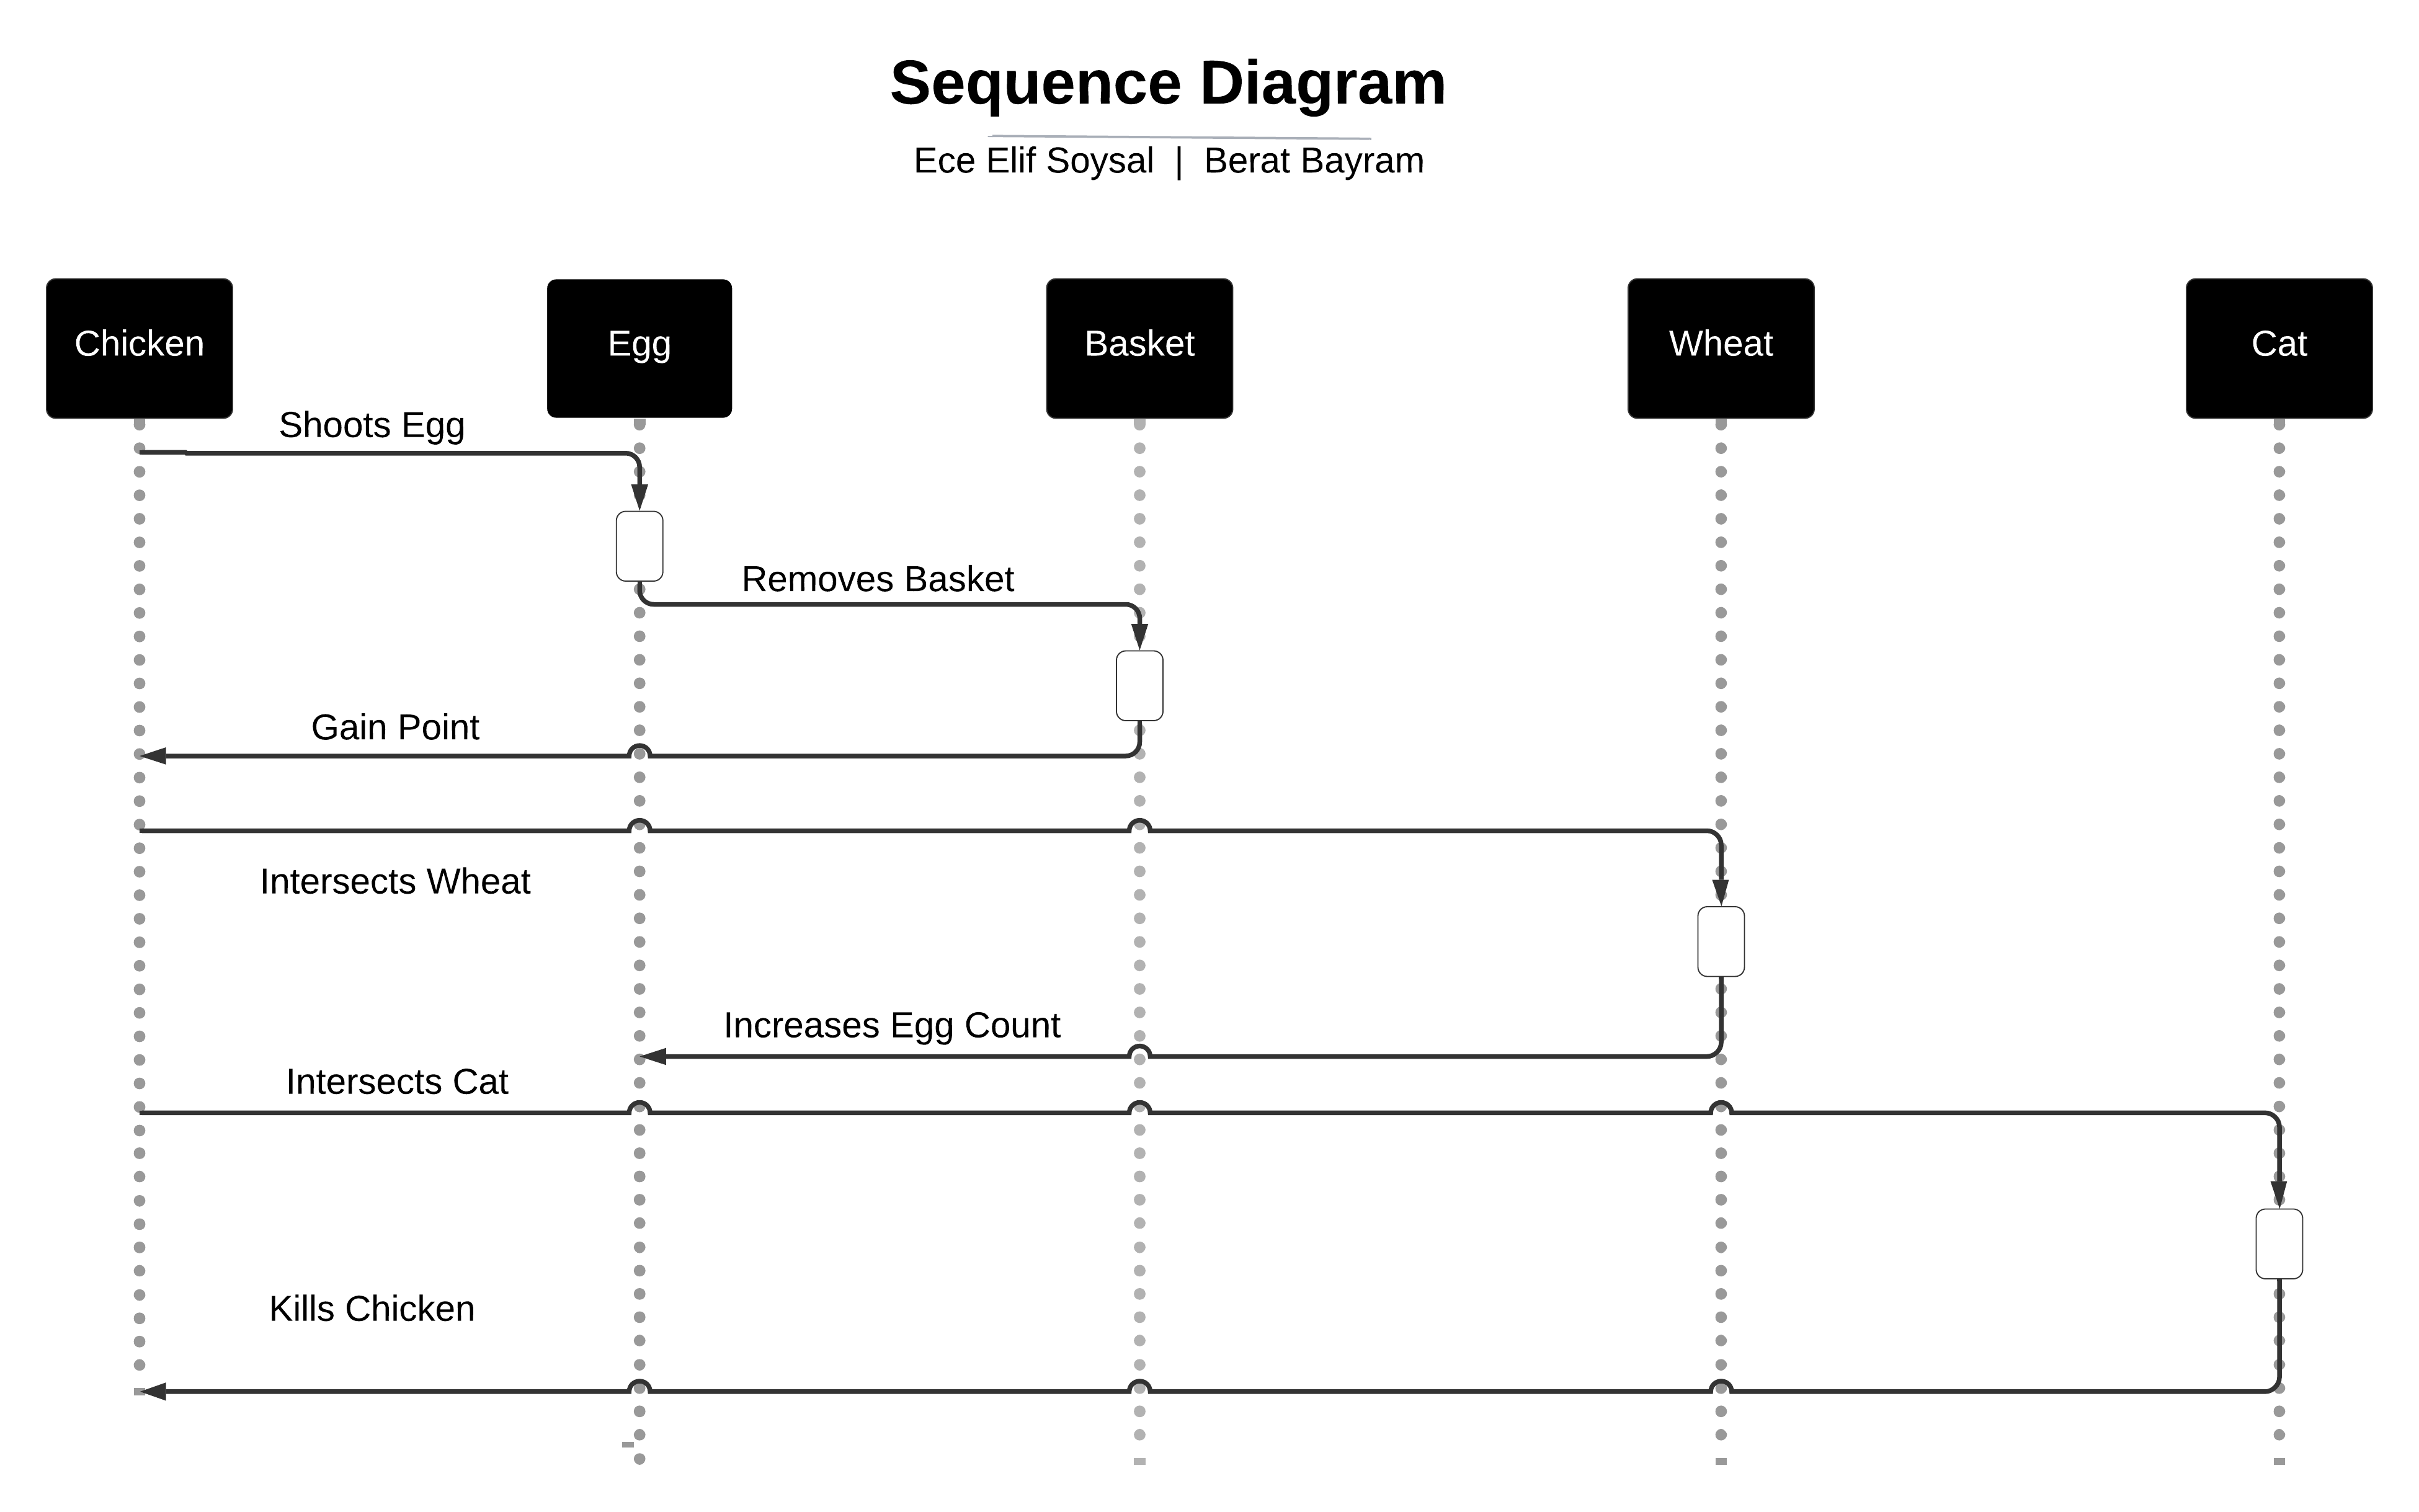 Sequence Diagram
Ece Elif Soysal | Berat Bayram
Chicken
Egg
Basket
Wheat
Cat
Shoots Egg
Removes Basket
Gain Point
Intersects Wheat
Increases Egg Count
Intersects Cat
Kills Chicken